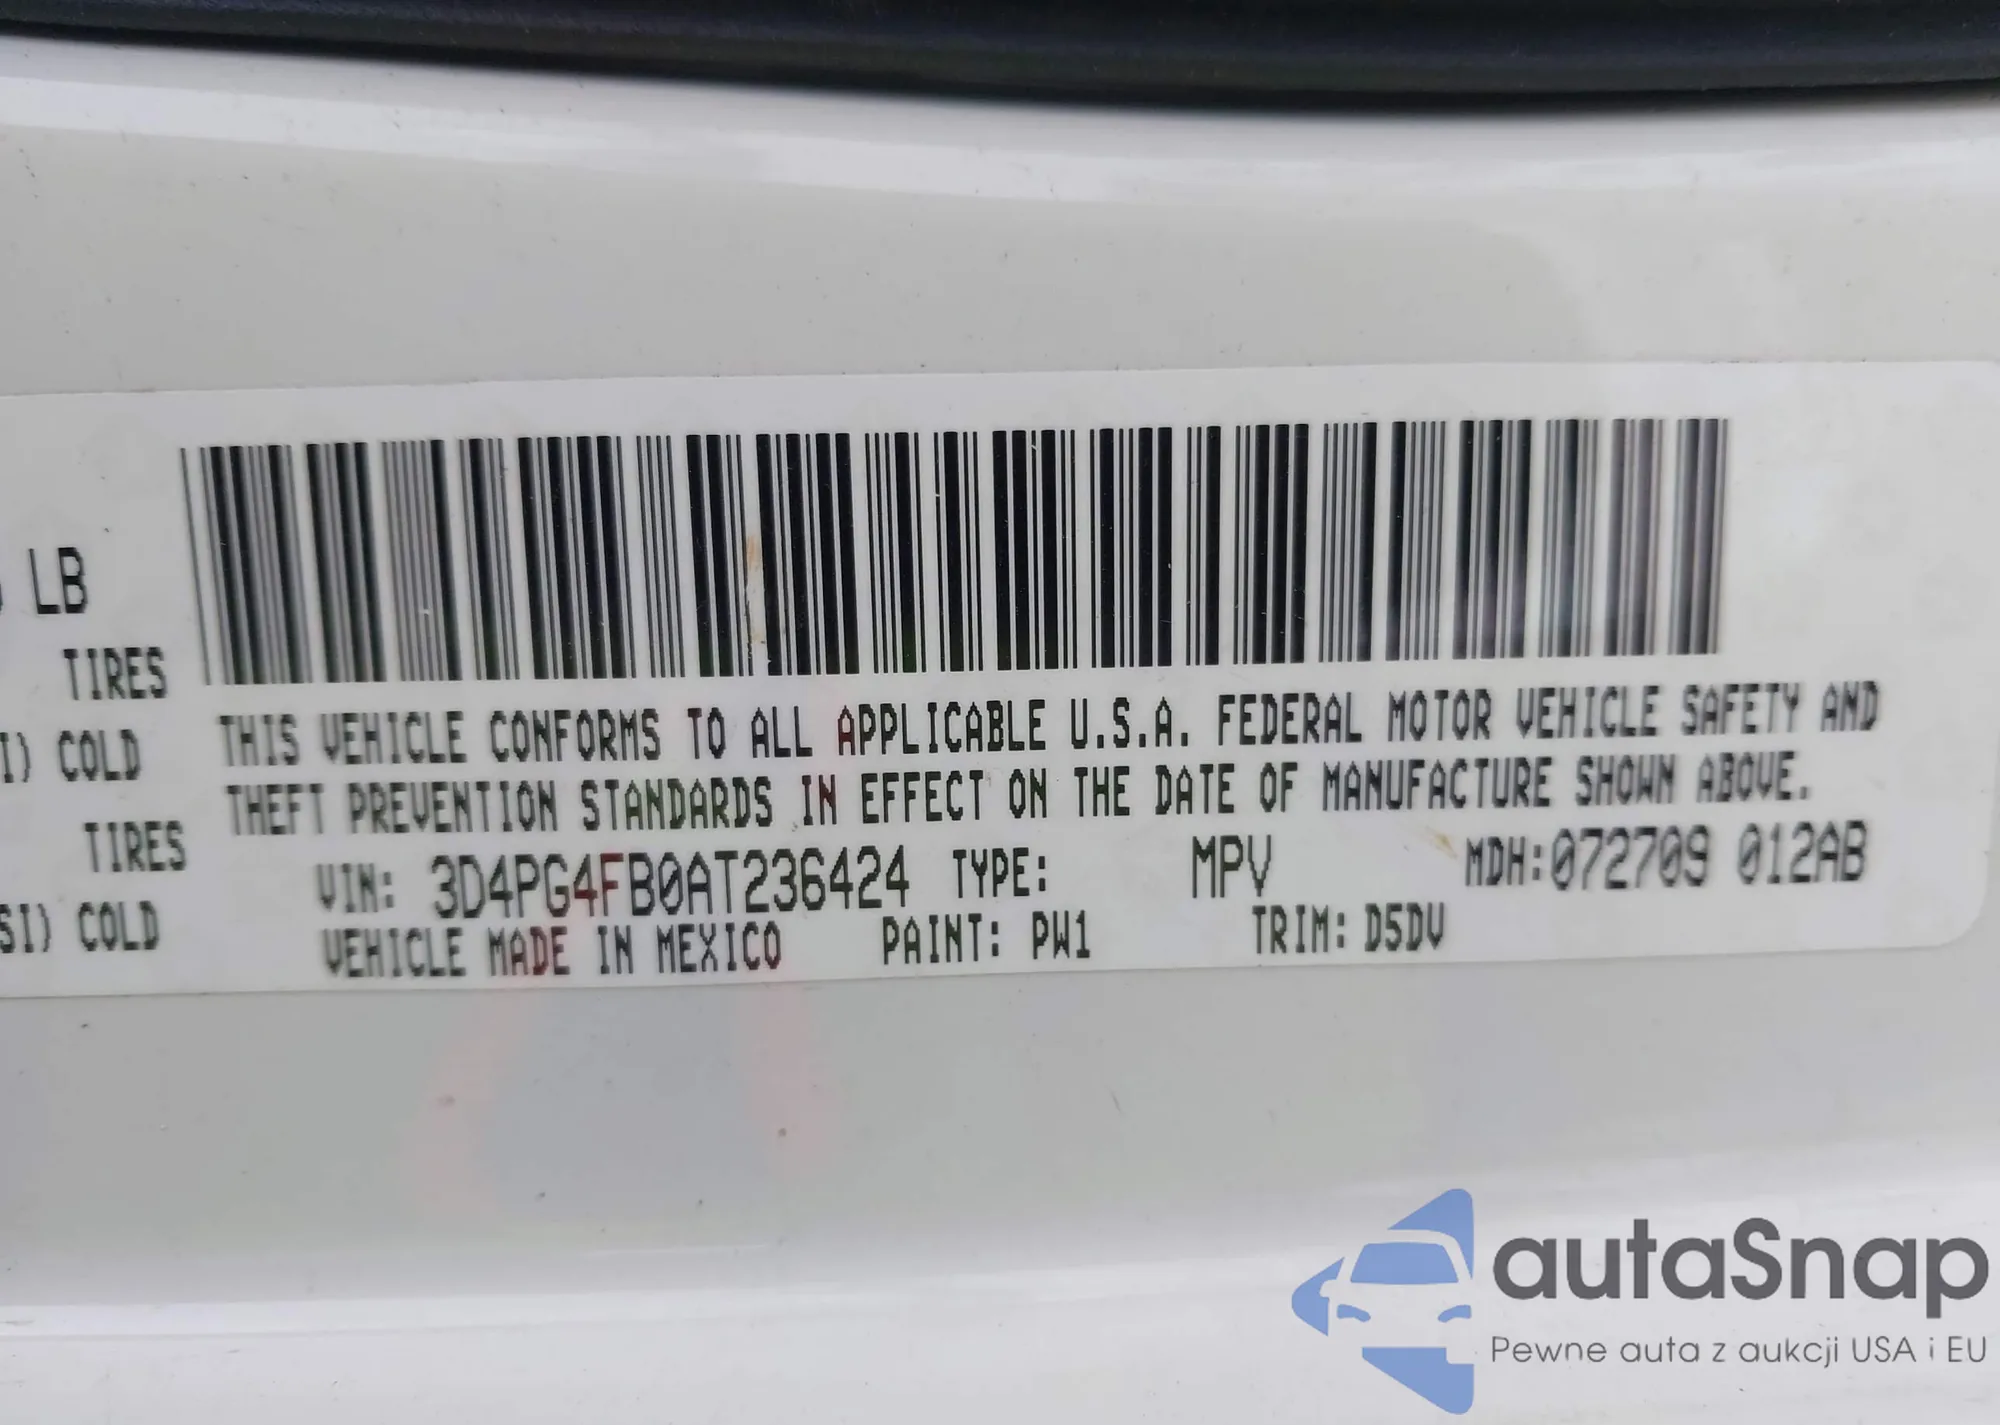 LB
TIRES
COLD
TIRES
COLD
THIS VEHICLE CONFORMS TO ALL APPLICABLE U.S.A. FEDERAL MOTOR VEHICLE SAFETY AND
THEFT PREVENTION STANDARDS IN EFFECT ON THE DATE OF MANUFACTURE SHOWN ABOVE.
VIN: 3D4PG4FB0AT236424 TYPE: MPV MDH:072709 012AB
VEHICLE MADE IN MEXICO PAINT: PW1 TRIM: D5DV
autaSnap
Pewne auta z aukcji USA i EU